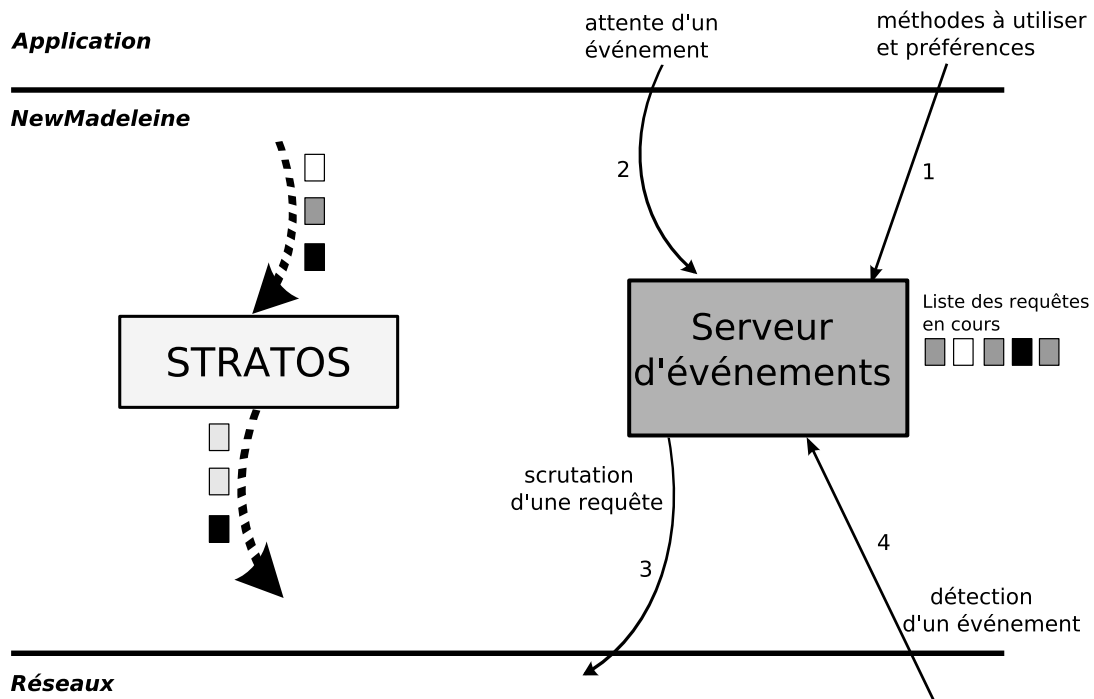 Application
attente d'un
événement
méthodes à utiliser
et préférences
NewMadeleine
2
1
STRATOS
Serveur
d'événements
Liste des requêtes
en cours
scrutation
d'une requête
3
4
détection
d'un événement
Réseaux